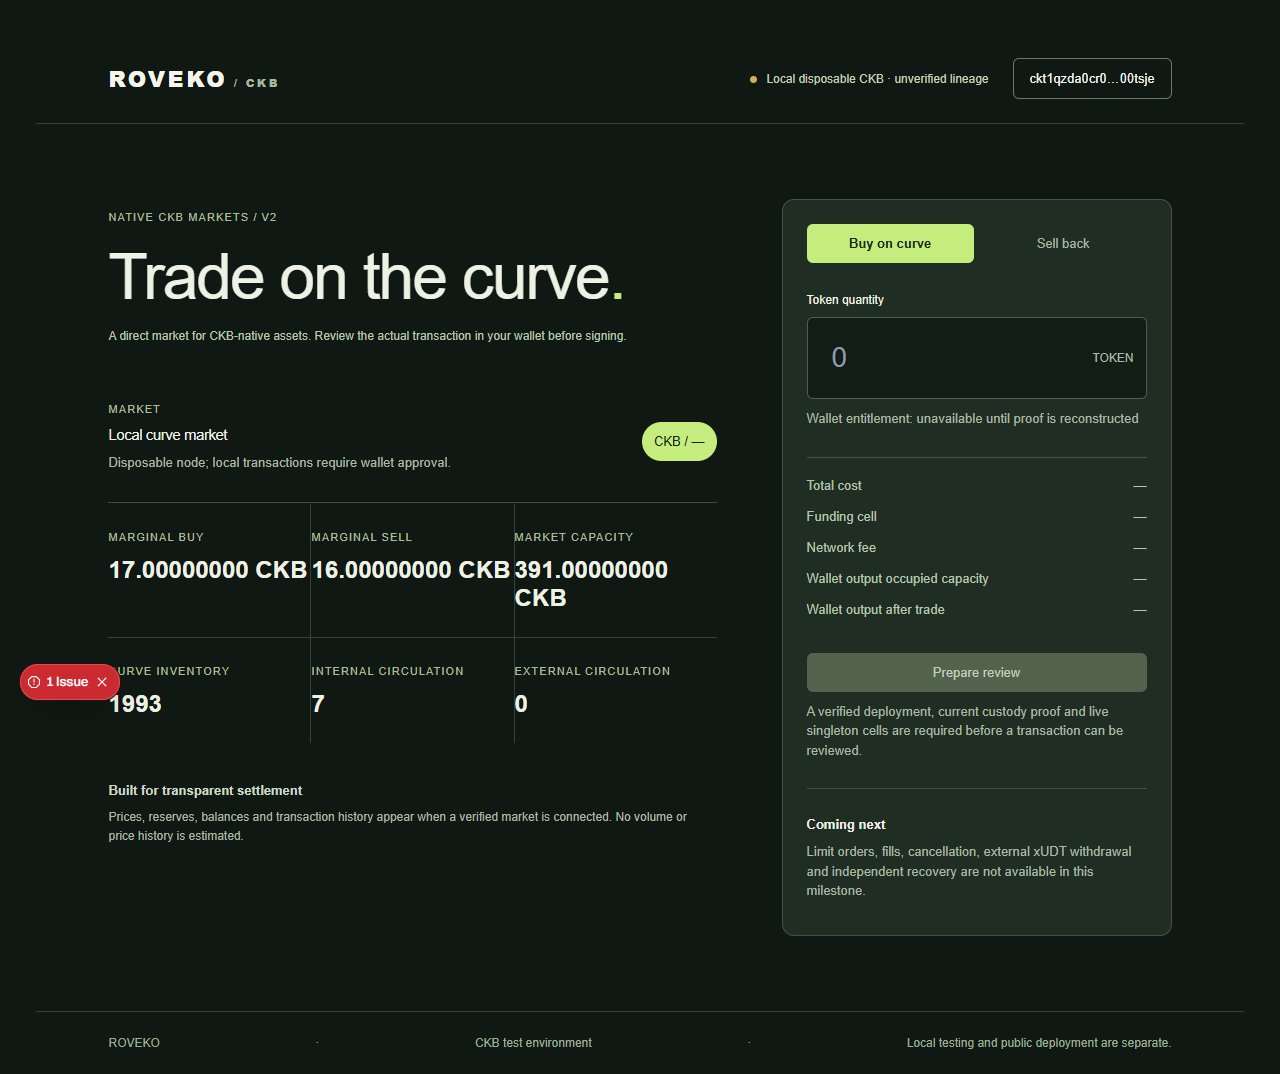 ROVEKO / CKB
Local disposable CKB · unverified lineage
ckt1qzda0cr0...00tsje
NATIVE CKB MARKETS / V2
Trade on the curve.
A direct market for CKB-native assets. Review the actual transaction in your wallet before signing.
MARKET
Local curve market
Disposable node; local transactions require wallet approval.
CKB / —
MARGINAL BUY
17.00000000 CKB
MARGINAL SELL
16.00000000 CKB
MARKET CAPACITY
391.00000000
CKB
URVE INVENTORY
1993
INTERNAL CIRCULATION
7
EXTERNAL CIRCULATION
0
1 Issue
Built for transparent settlement
Prices, reserves, balances and transaction history appear when a verified market is connected. No volume or
price history is estimated.
Buy on curve
Sell back
Token quantity
0
TOKEN
Wallet entitlement: unavailable until proof is reconstructed
Total cost —
Funding cell —
Network fee —
Wallet output occupied capacity —
Wallet output after trade —
Prepare review
A verified deployment, current custody proof and live
singleton cells are required before a transaction can be
reviewed.
Coming next
Limit orders, fills, cancellation, external xUDT withdrawal
and independent recovery are not available in this
milestone.
ROVEKO · CKB test environment · Local testing and public deployment are separate.